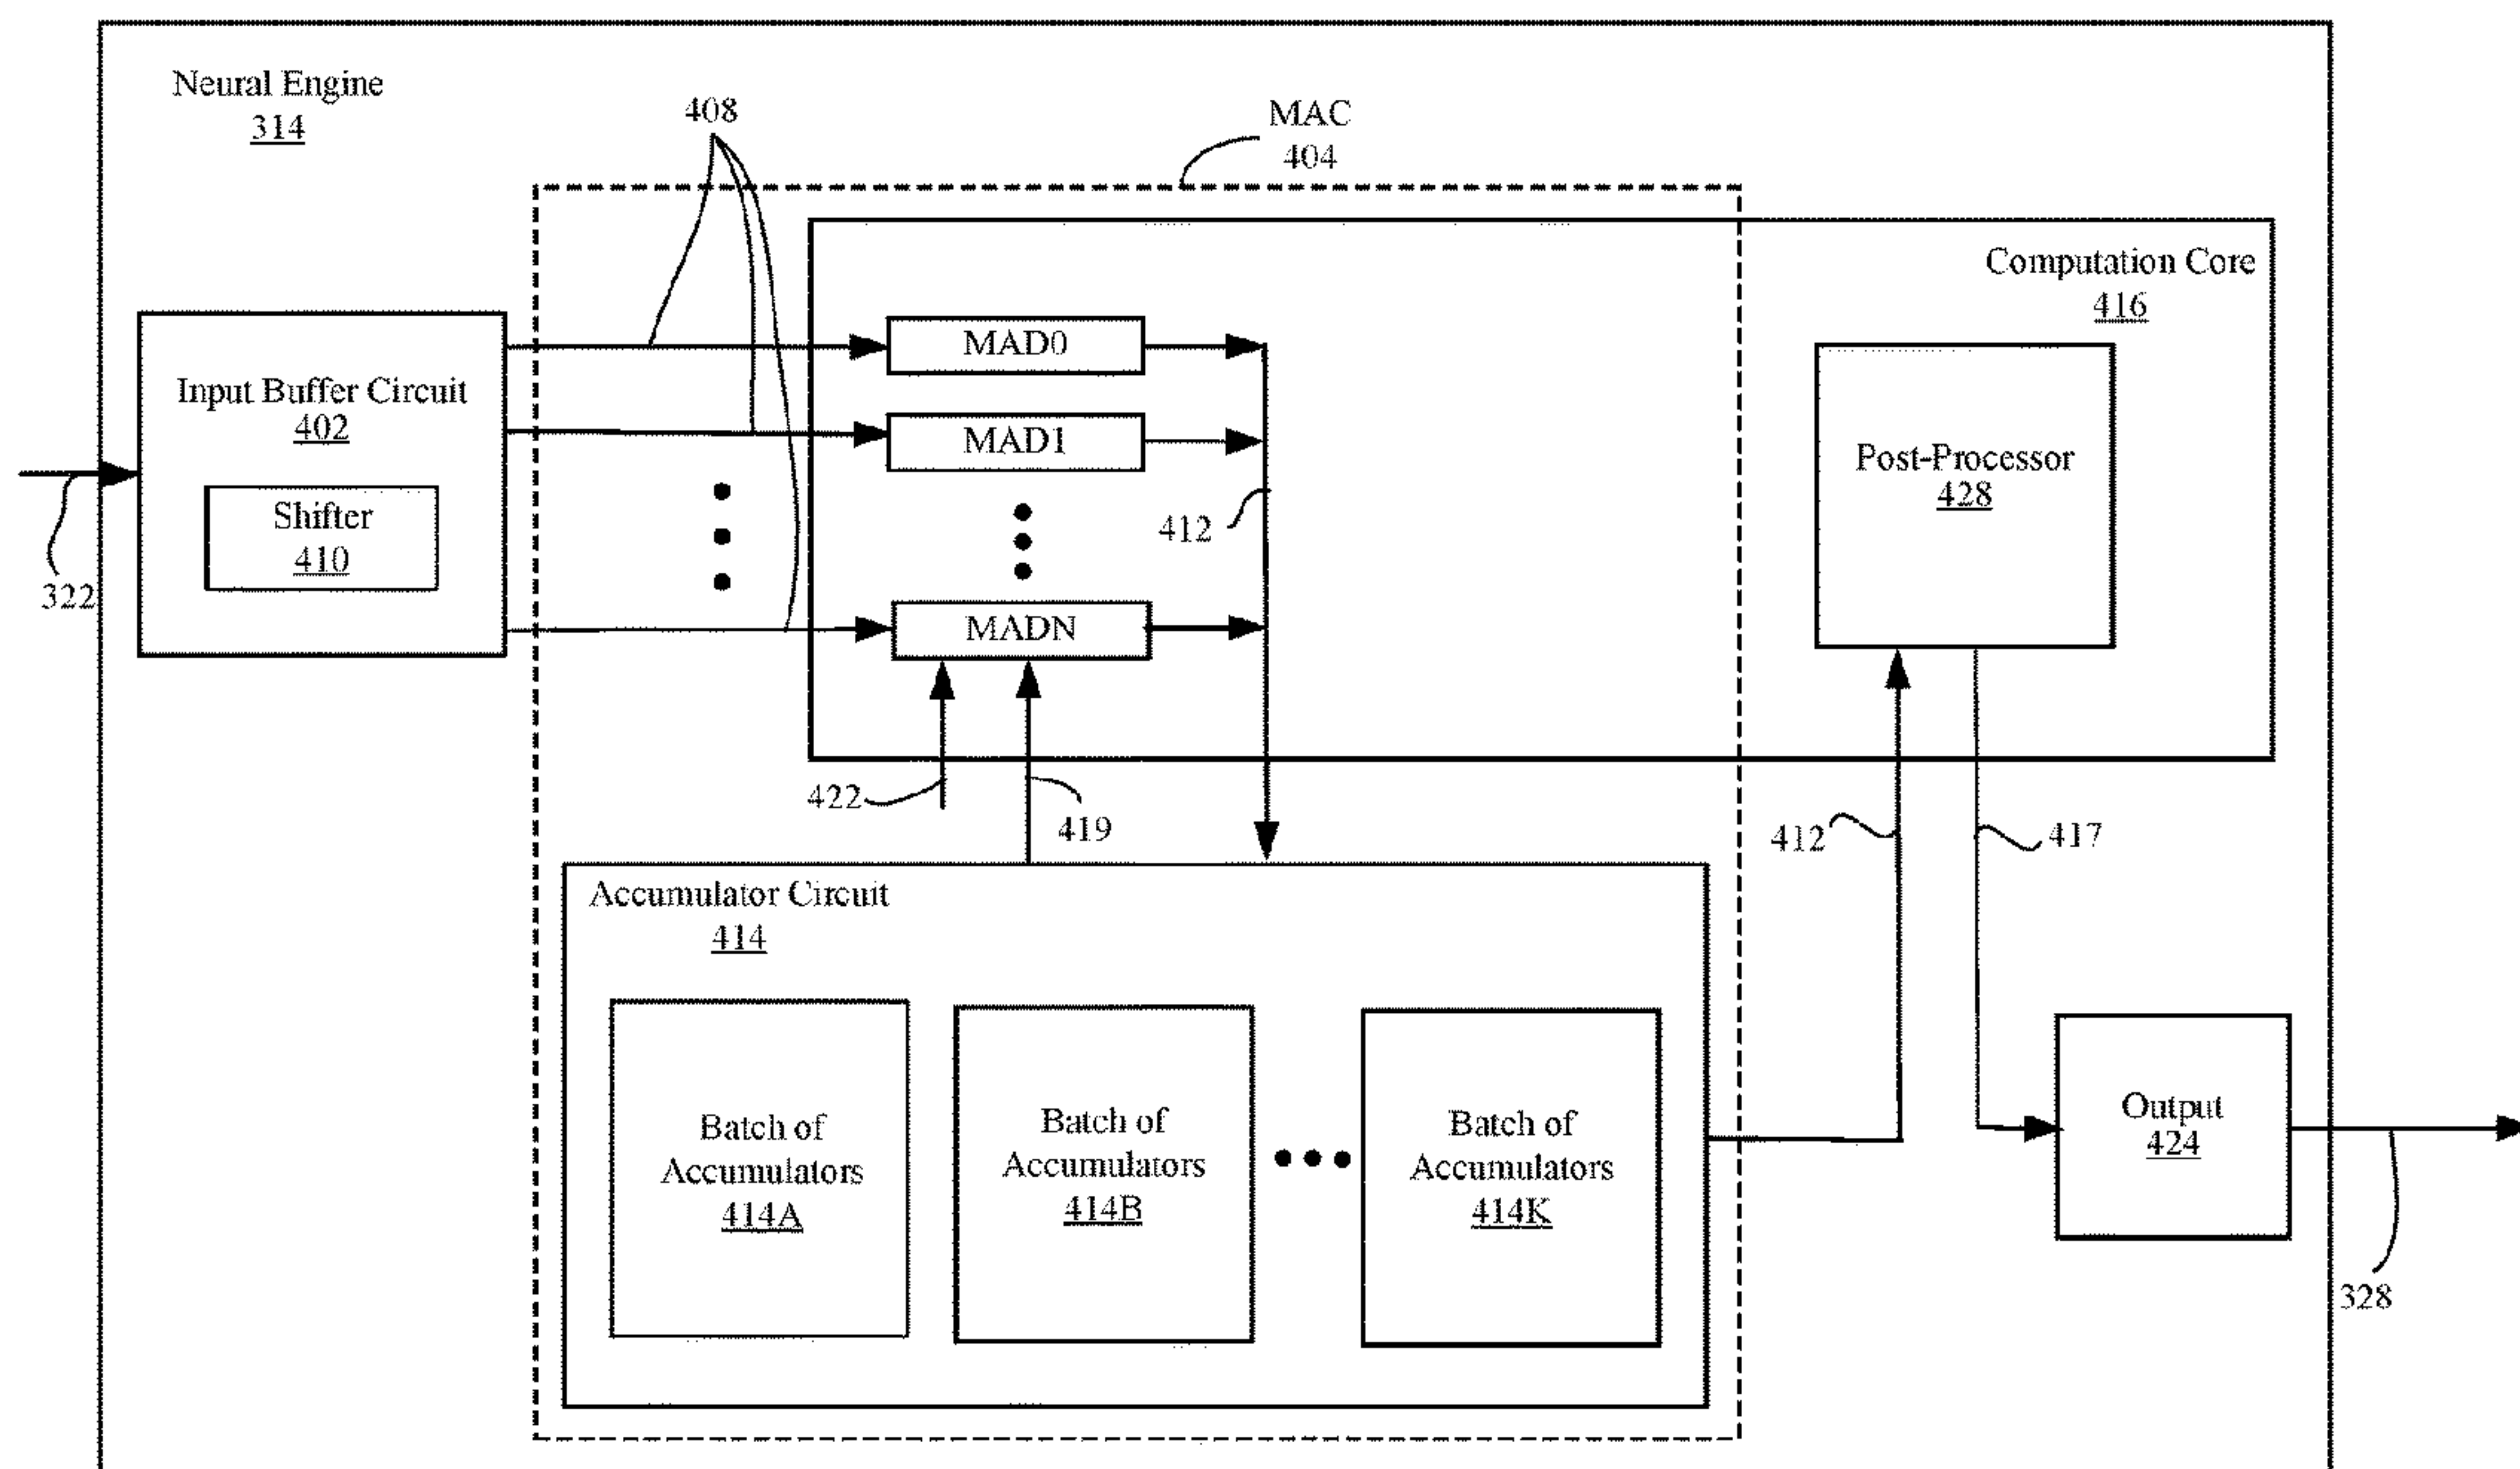 Neural Engine
314
408
MAC
404
Computation Core
416
Input Buffer Circuit
402
Shifter
410
322
MAD0
MAD1
MADN
412
Post-Processor
428
422
419
412
417
Accumulator Circuit
414
Batch of
Accumulators
414A
Batch of
Accumulators
414B
Batch of
Accumulators
414K
Output
424
328